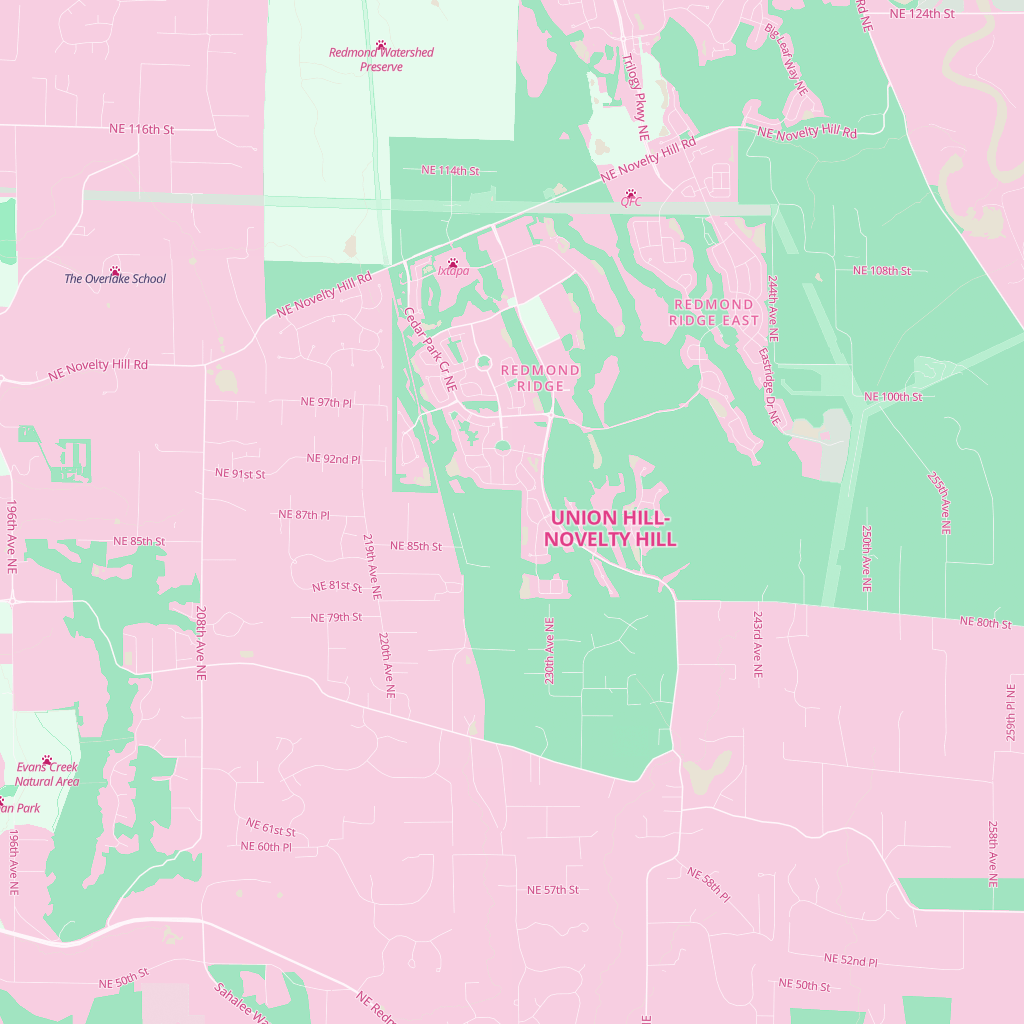 Rd NE
NE 124th St
Big Leaf Way NE
Redmond Watershed
Preserve
Trilogy Pkwy NE
NE 116th St
NE Novelty Hill Rd
NE Novelty Hill Rd
NE 114th St
QFC
The Overlake School
Ixtapa
NE 108th St
NE Novelty Hill Rd
244th Ave NE
REDMOND
RIDGE EAST
Cedar Park Cr NE
NE Novelty Hill Rd
REDMOND
RIDGE
Eastridge Dr NE
NE 97th Pl
NE 100th St
NE 92nd Pl
NE 91st St
255th Ave NE
196th Ave NE
NE 87th Pl
UNION HILL-
NOVELTY HILL
NE 85th St
NE 85th St
219th Ave NE
250th Ave NE
NE 81st St
NE 79th St
208th Ave NE
230th Ave NE
243rd Ave NE
NE 80th St
220th Ave NE
259th Pl NE
Evans Creek
Natural Area
an Park
NE 61st St
NE 60th Pl
196th Ave NE
258th Ave NE
NE 57th St
NE 58th Pl
NE 52nd Pl
NE 50th St
NE 50th St
Sahalee Wa
NE Redm
NE